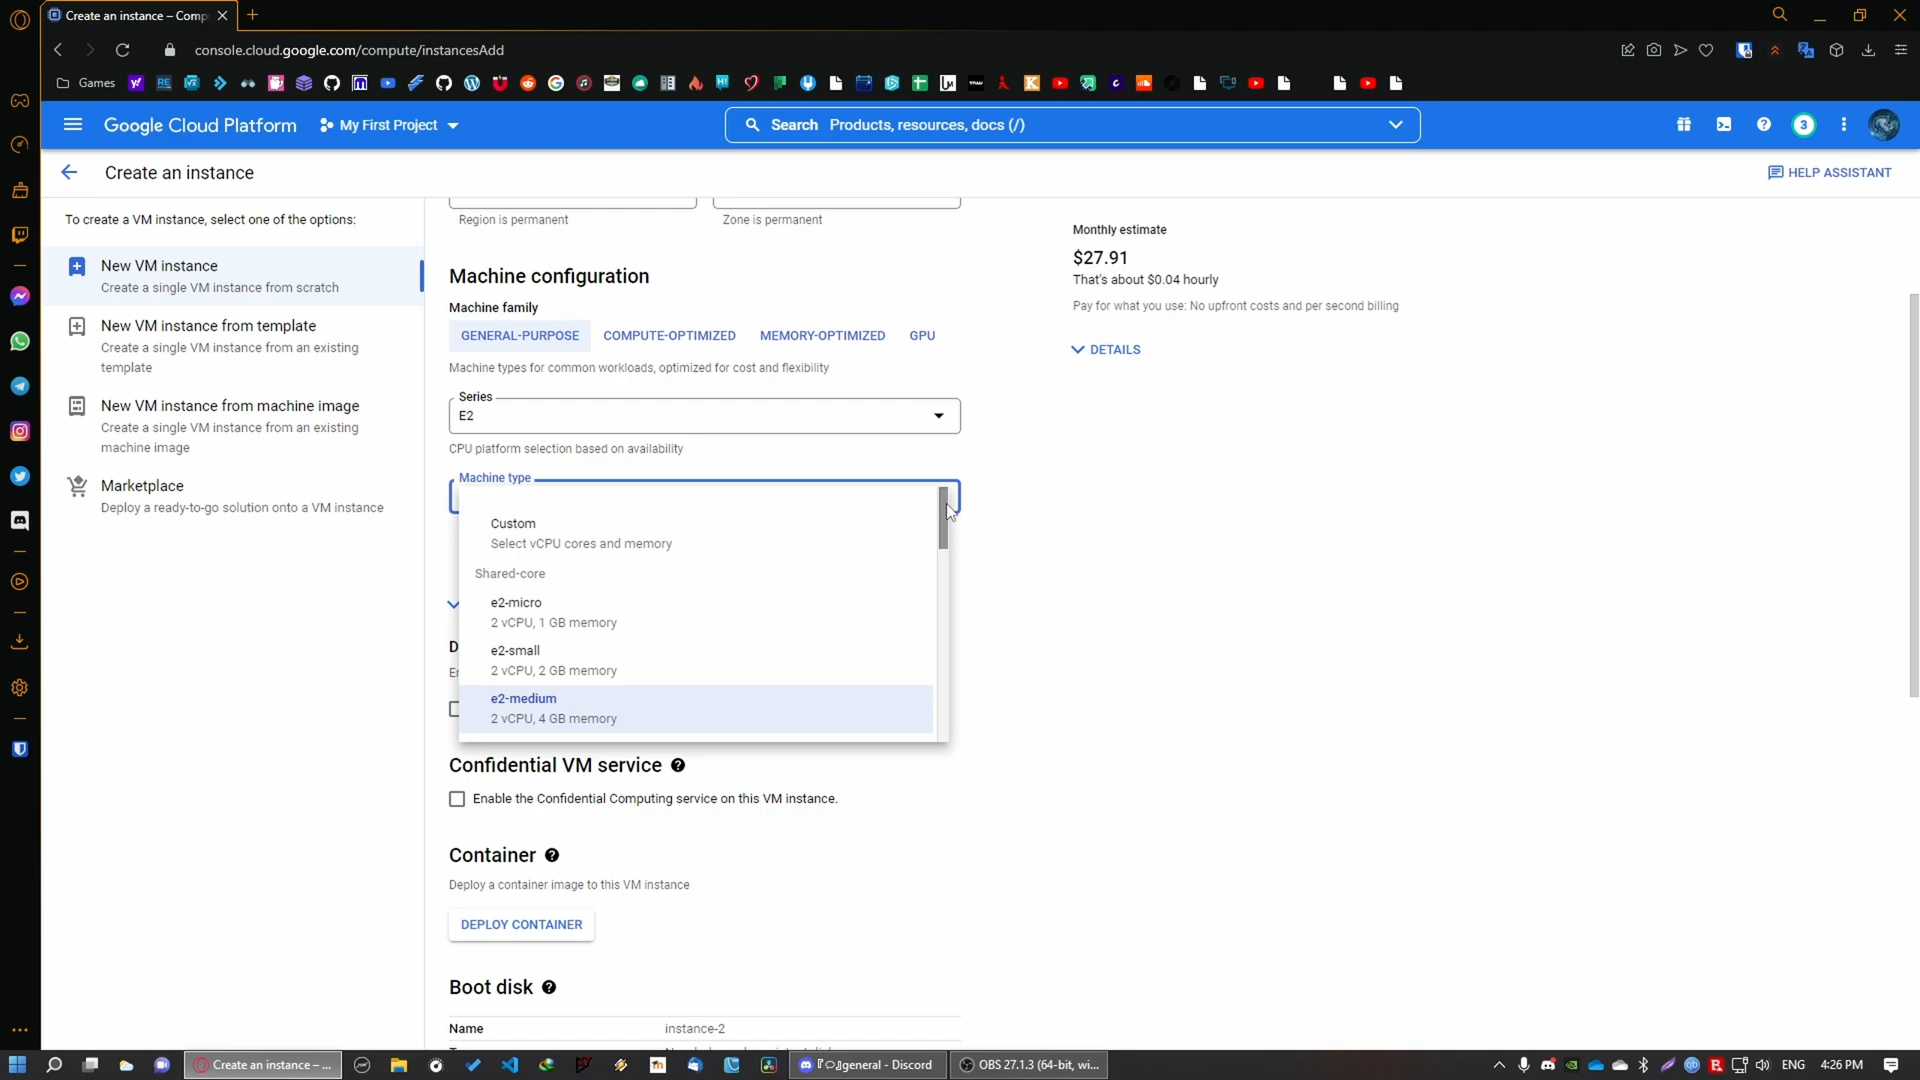 Create an instance – Comp
console.cloud.google.com/compute/instancesAdd
Games
Google Cloud Platform
My First Project
Search Products, resources, docs (/)
3
Create an instance
HELP ASSISTANT
To create a VM instance, select one of the options:
New VM instance
Create a single VM instance from scratch
New VM instance from template
Create a single VM instance from an existing
template
New VM instance from machine image
Create a single VM instance from an existing
machine image
Marketplace
Deploy a ready-to-go solution onto a VM instance
Region is permanent
Zone is permanent
Machine configuration
Machine family
GENERAL-PURPOSE
COMPUTE-OPTIMIZED
MEMORY-OPTIMIZED
GPU
Machine types for common workloads, optimized for cost and flexibility
Series
E2
CPU platform selection based on availability
Machine type
Custom
Select vCPU cores and memory
Shared-core
e2-micro
2 vCPU, 1 GB memory
e2-small
2 vCPU, 2 GB memory
e2-medium
2 vCPU, 4 GB memory
D
Confidential VM service
Enable the Confidential Computing service on this VM instance.
Container
Deploy a container image to this VM instance
DEPLOY CONTAINER
Boot disk
Name instance-2
Monthly estimate
$27.91
That's about $0.04 hourly
Pay for what you use: No upfront costs and per second billing
DETAILS
Create an instance – ...
general - Discord
OBS 27.1.3 (64-bit, wi...
ENG
4:26 PM